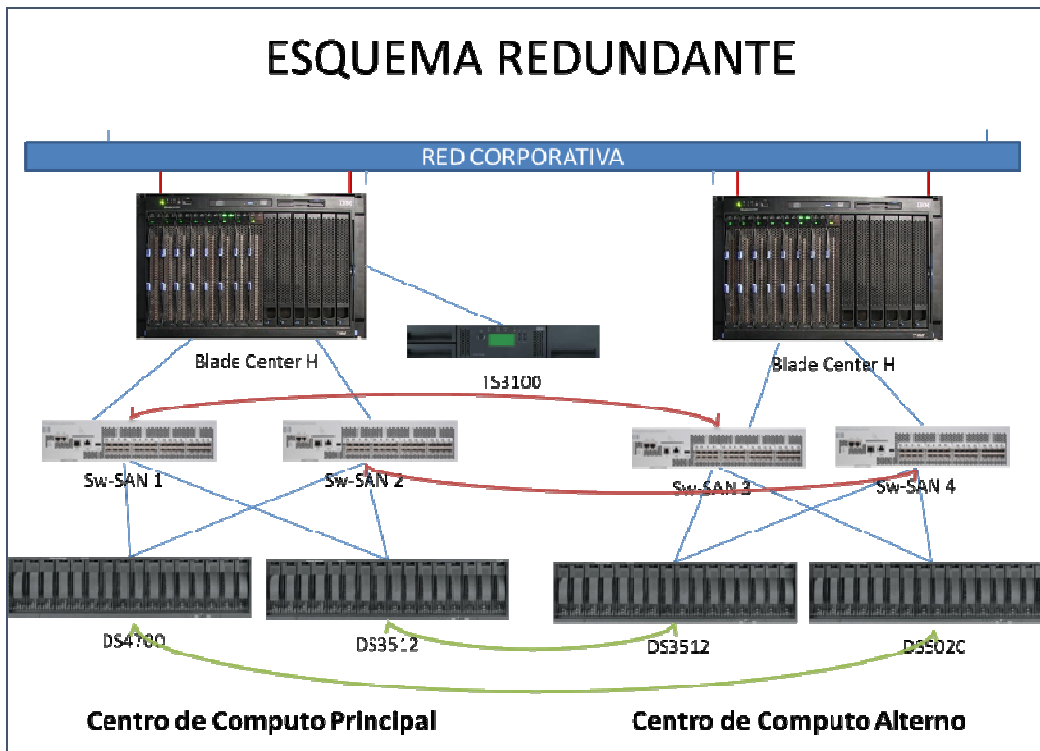 ESQUEMA REDUNDANTE
RED CORPORATIVA
Blade Center H
Blade Center H
TS3100
Sw-SAN 1
Sw-SAN 2
Sw-SAN 3
Sw-SAN 4
DS4700
DS3512
DS3512
Centro de Computo Principal
Centro de Computo Alterno